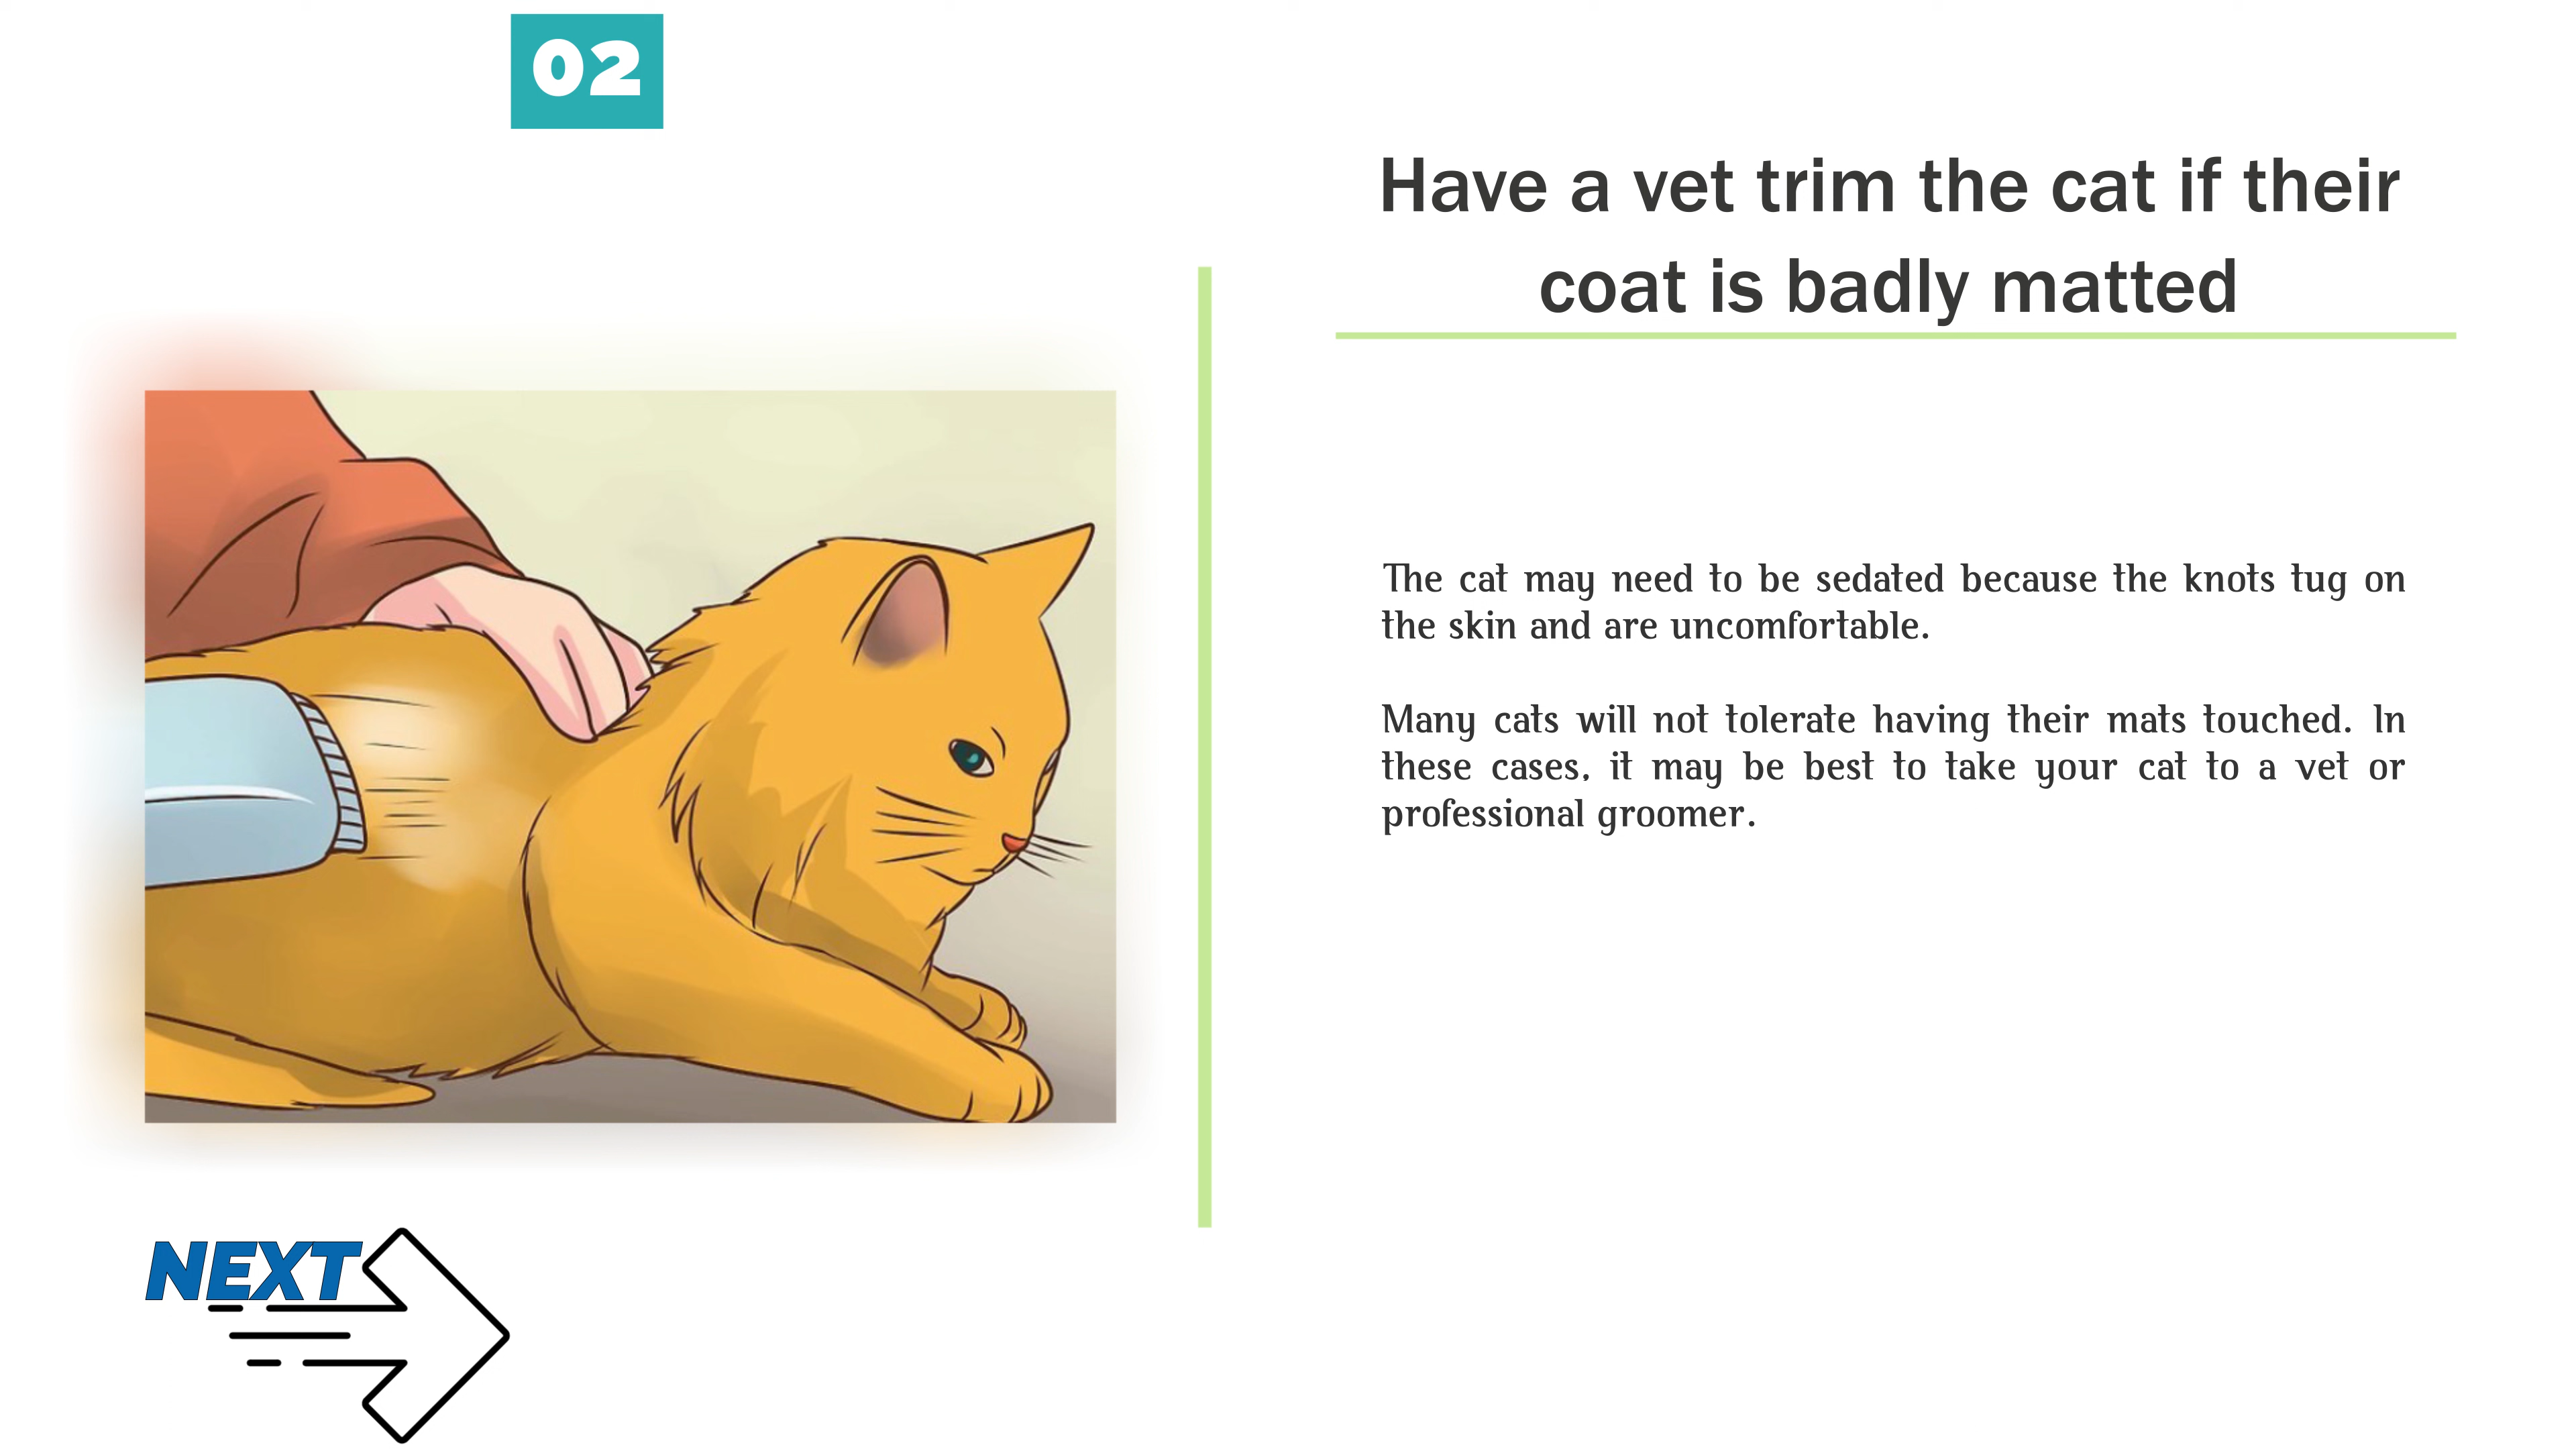 02
Have a vet trim the cat if their
coat is badly matted
The cat may need to be sedated because the knots tug on
the skin and are uncomfortable.
Many cats will not tolerate having their mats touched. In
these cases, it may be best to take your cat to a vet or
professional groomer.
NEXT